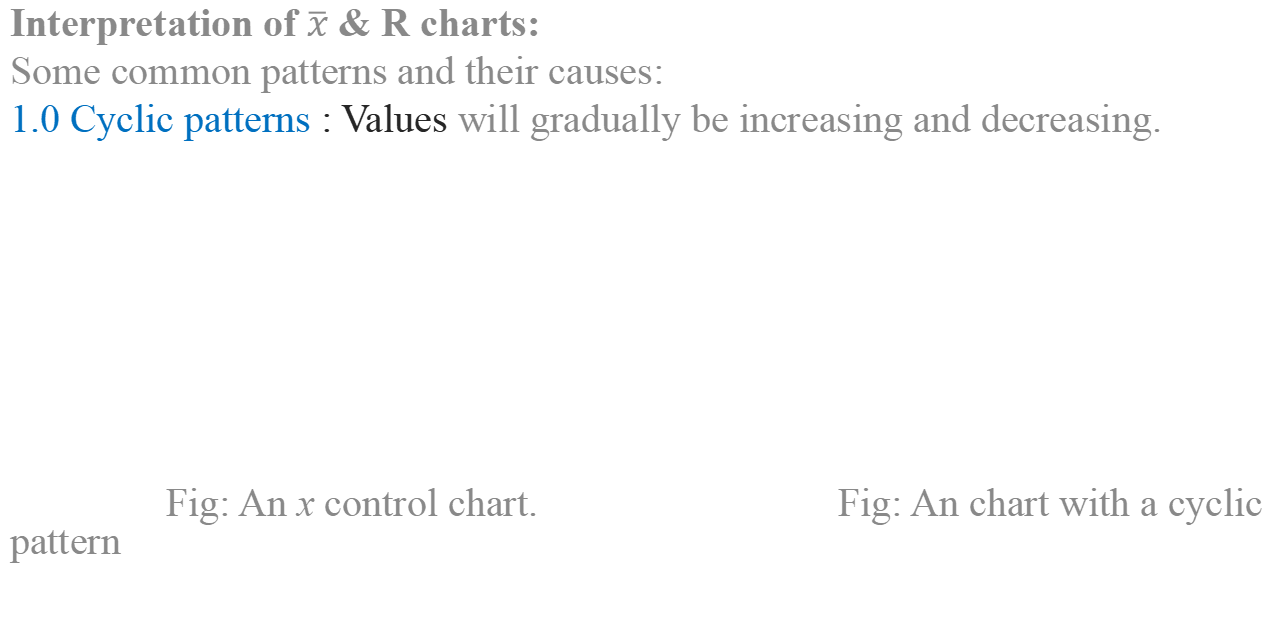 Interpretation of x̅ & R charts:
Some common patterns and their causes:
1.0 Cyclic patterns : Values will gradually be increasing and decreasing.
Fig: An x control chart. Fig: An chart with a cyclic
pattern